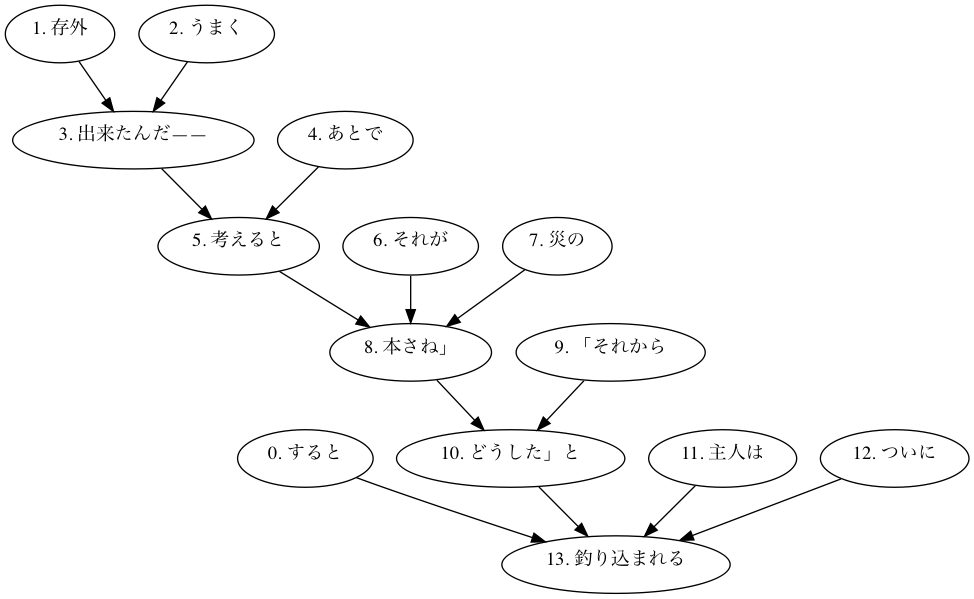 1. 存外
2. うまく
3. 出来たんだ――
4. あとで
5. 考えると
6. それが
7. 災の
8. 本さね」
9. 「それから
0. すると
10. どうした」と
11. 主人は
12. ついに
13. 釣り込まれる